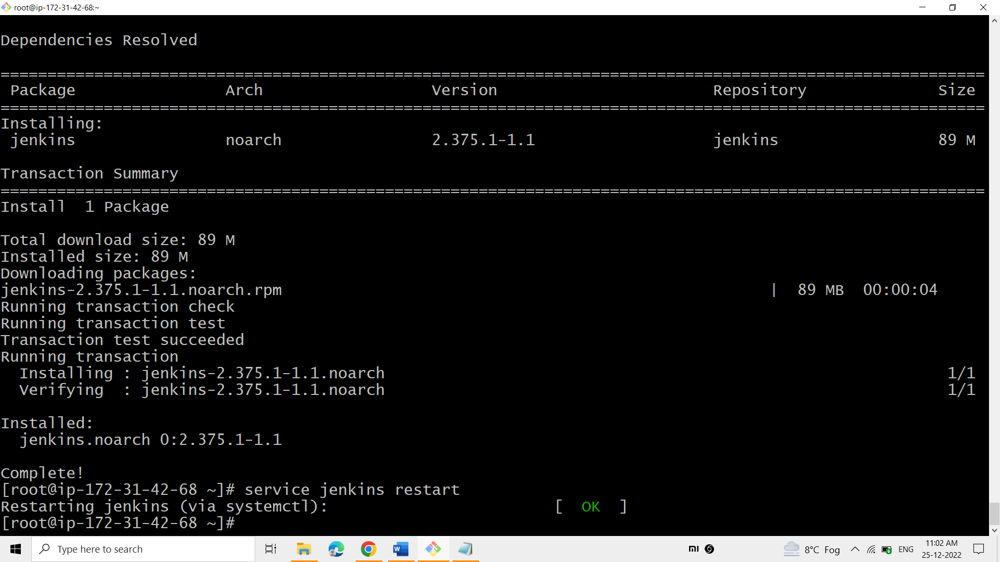 root@ip-172-31-42-68:~
Dependencies Resolved
================================================================================
Package Arch Version Repository Size
================================================================================
Installing:
jenkins noarch 2.375.1-1.1 jenkins 89 M
Transaction Summary
================================================================================
Install 1 Package
Total download size: 89 M
Installed size: 89 M
Downloading packages:
jenkins-2.375.1-1.1.noarch.rpm | 89 MB 00:00:04
Running transaction check
Running transaction test
Transaction test succeeded
Running transaction
Installing : jenkins-2.375.1-1.1.noarch 1/1
Verifying : jenkins-2.375.1-1.1.noarch 1/1
Installed:
jenkins.noarch 0:2.375.1-1.1
Complete!
[root@ip-172-31-42-68 ~]# service jenkins restart
Restarting jenkins (via systemctl): [ OK ]
[root@ip-172-31-42-68 ~]#
Type here to search
W
mi
8°C Fog
ENG
11:02 AM
25-12-2022